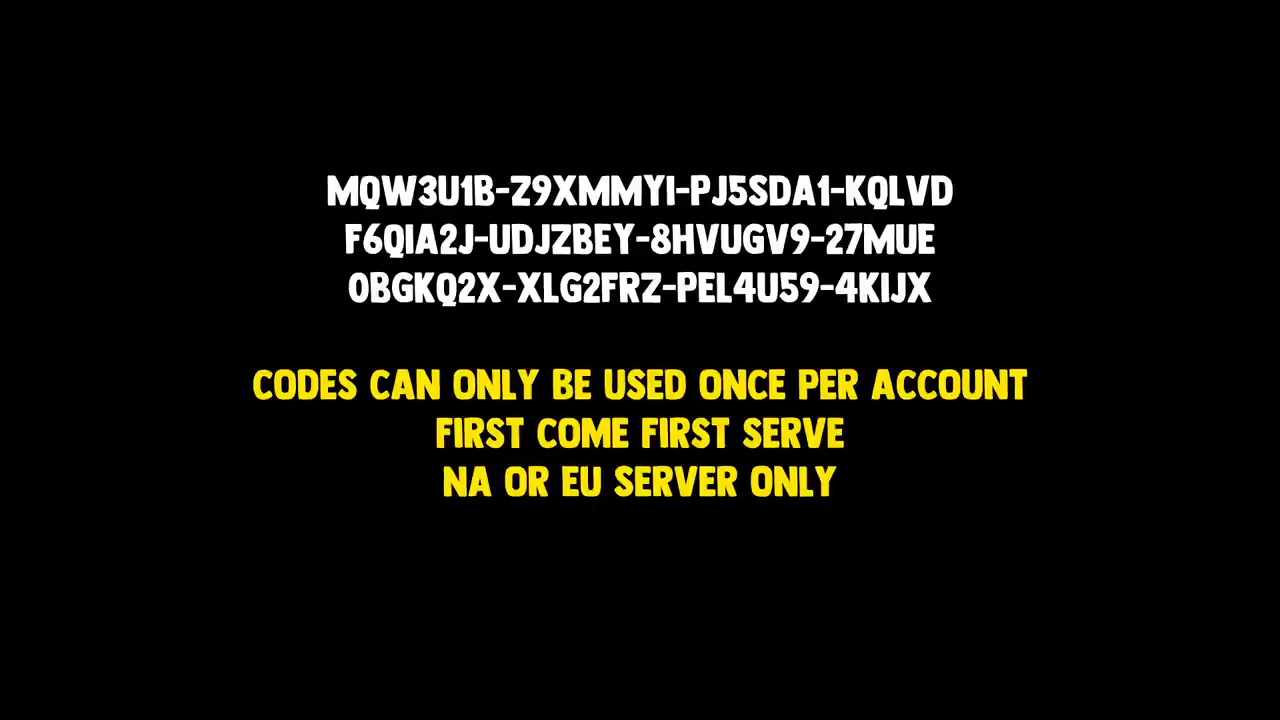 MQW3U1B-Z9XMMYI-PJ5SDA1-KQLVD
F6QIA2J-UDJZBEY-8HVUGV9-27MUE
0BGKQ2X-XLG2FRZ-PEL4U59-4KIJX
CODES CAN ONLY BE USED ONCE PER ACCOUNT
FIRST COME FIRST SERVE
NA OR EU SERVER ONLY